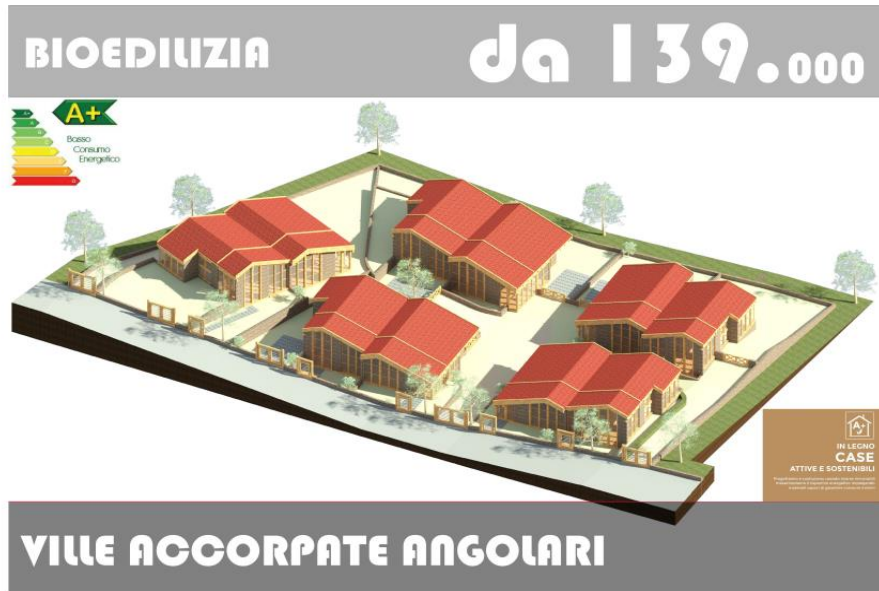 BIOEDILIZIA
da 139.000
A+
Basso
Consumo
Energetico
A+
IN LEGNO
CASE
ATTIVE E SOSTENIBILI
VILLE ACCORPATE ANGOLARI